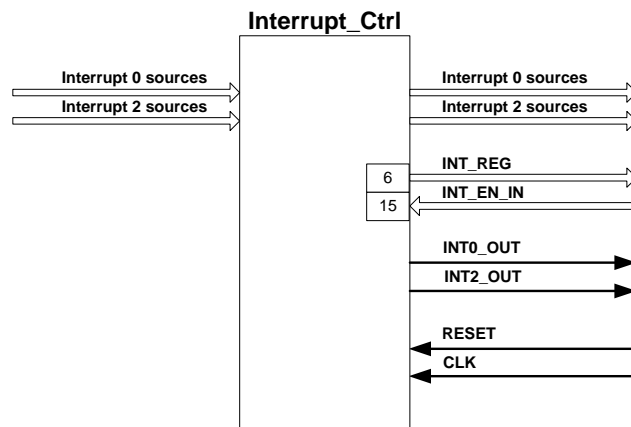 Interrupt_Ctrl
Interrupt 0 sources
Interrupt 0 sources
Interrupt 2 sources
Interrupt 2 sources
6
INT_REG
15
INT_EN_IN
INT0_OUT
INT2_OUT
RESET
CLK